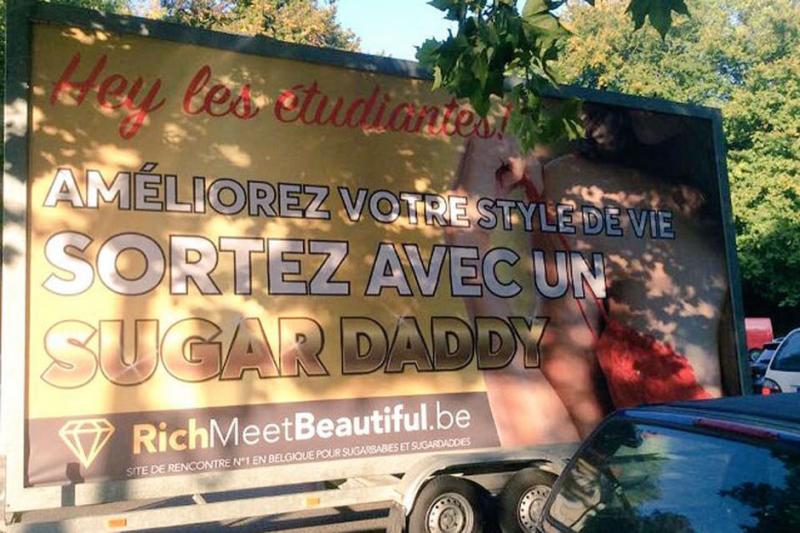 Hey les étudiantes!
AMÉLIOREZ VOTRE STYLE DE VIE
SORTEZ AVEC UN
SUGAR DADDY
RichMeetBeautiful.be
SITE DE RENCONTRE N°1 EN BELGIQUE POUR SUGARBABIES ET SUGARDADDIES